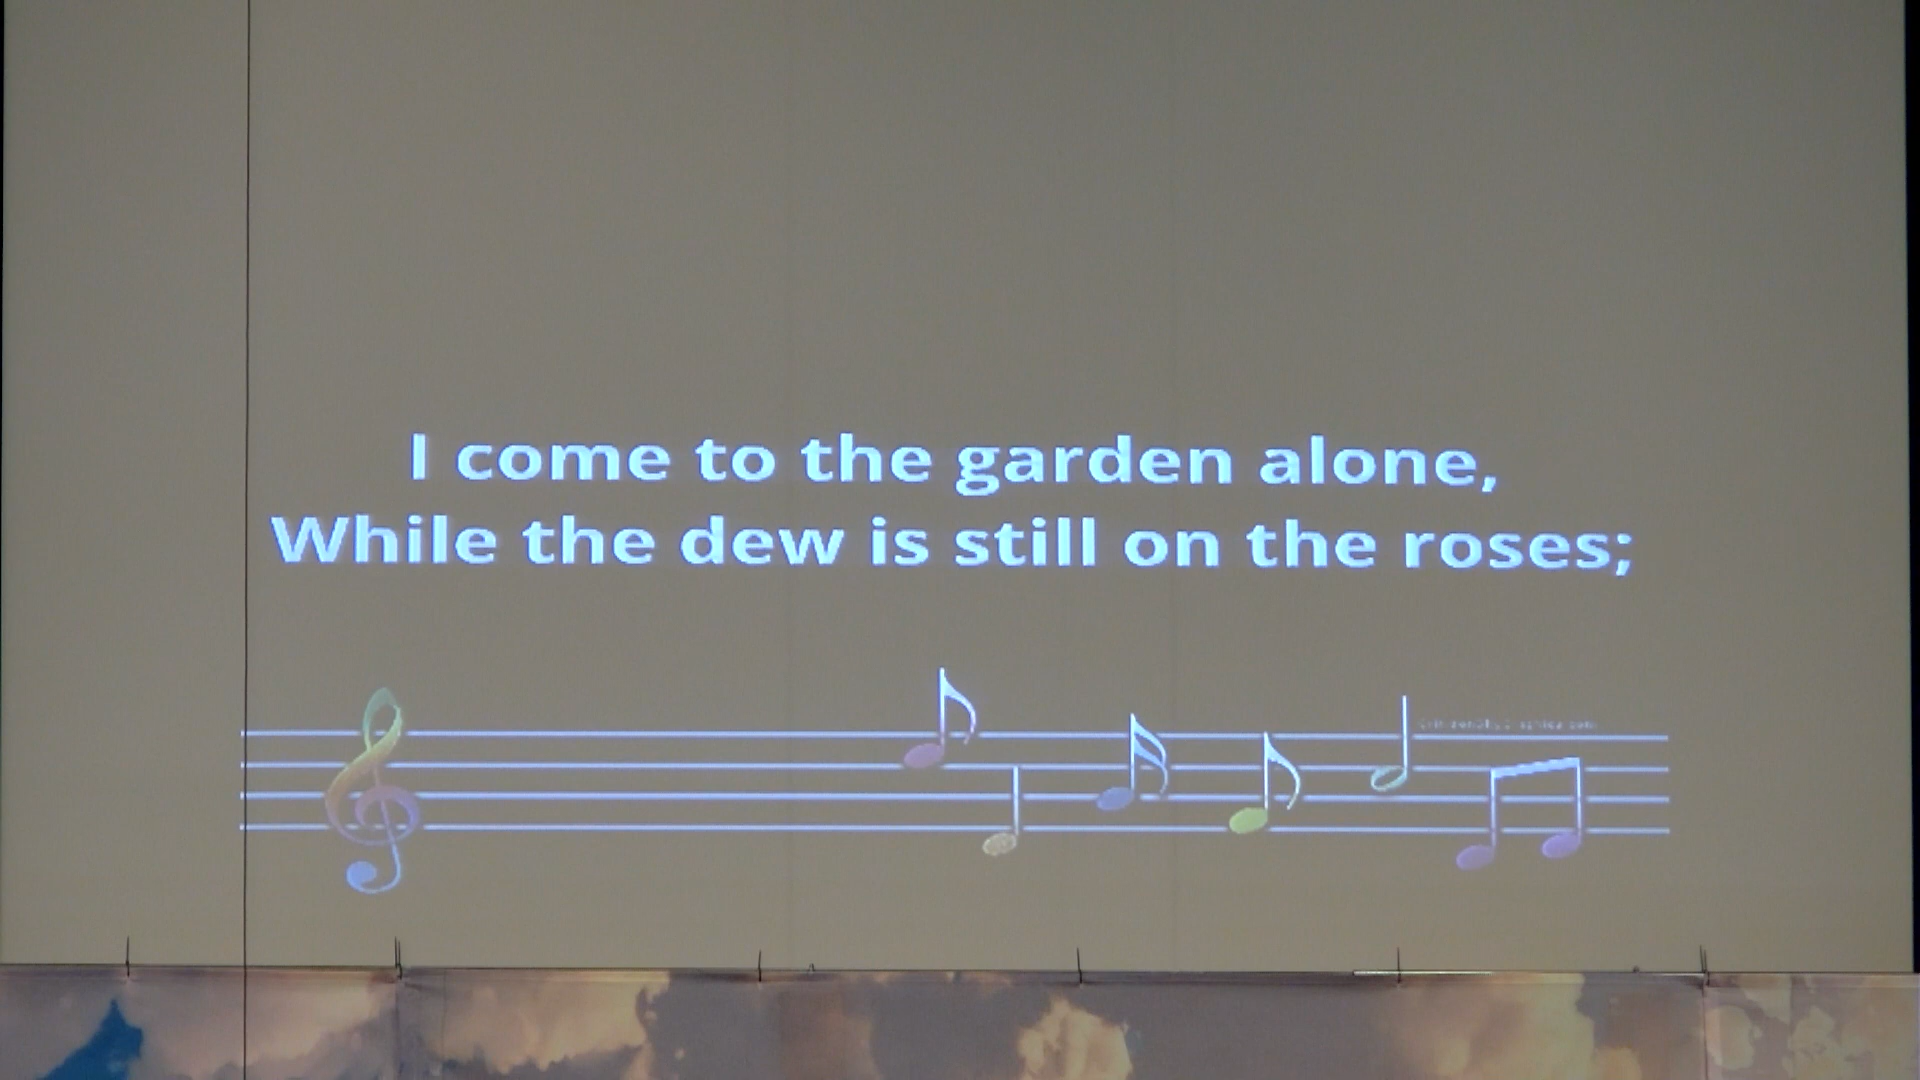 I come to the garden alone,
While the dew is still on the roses;